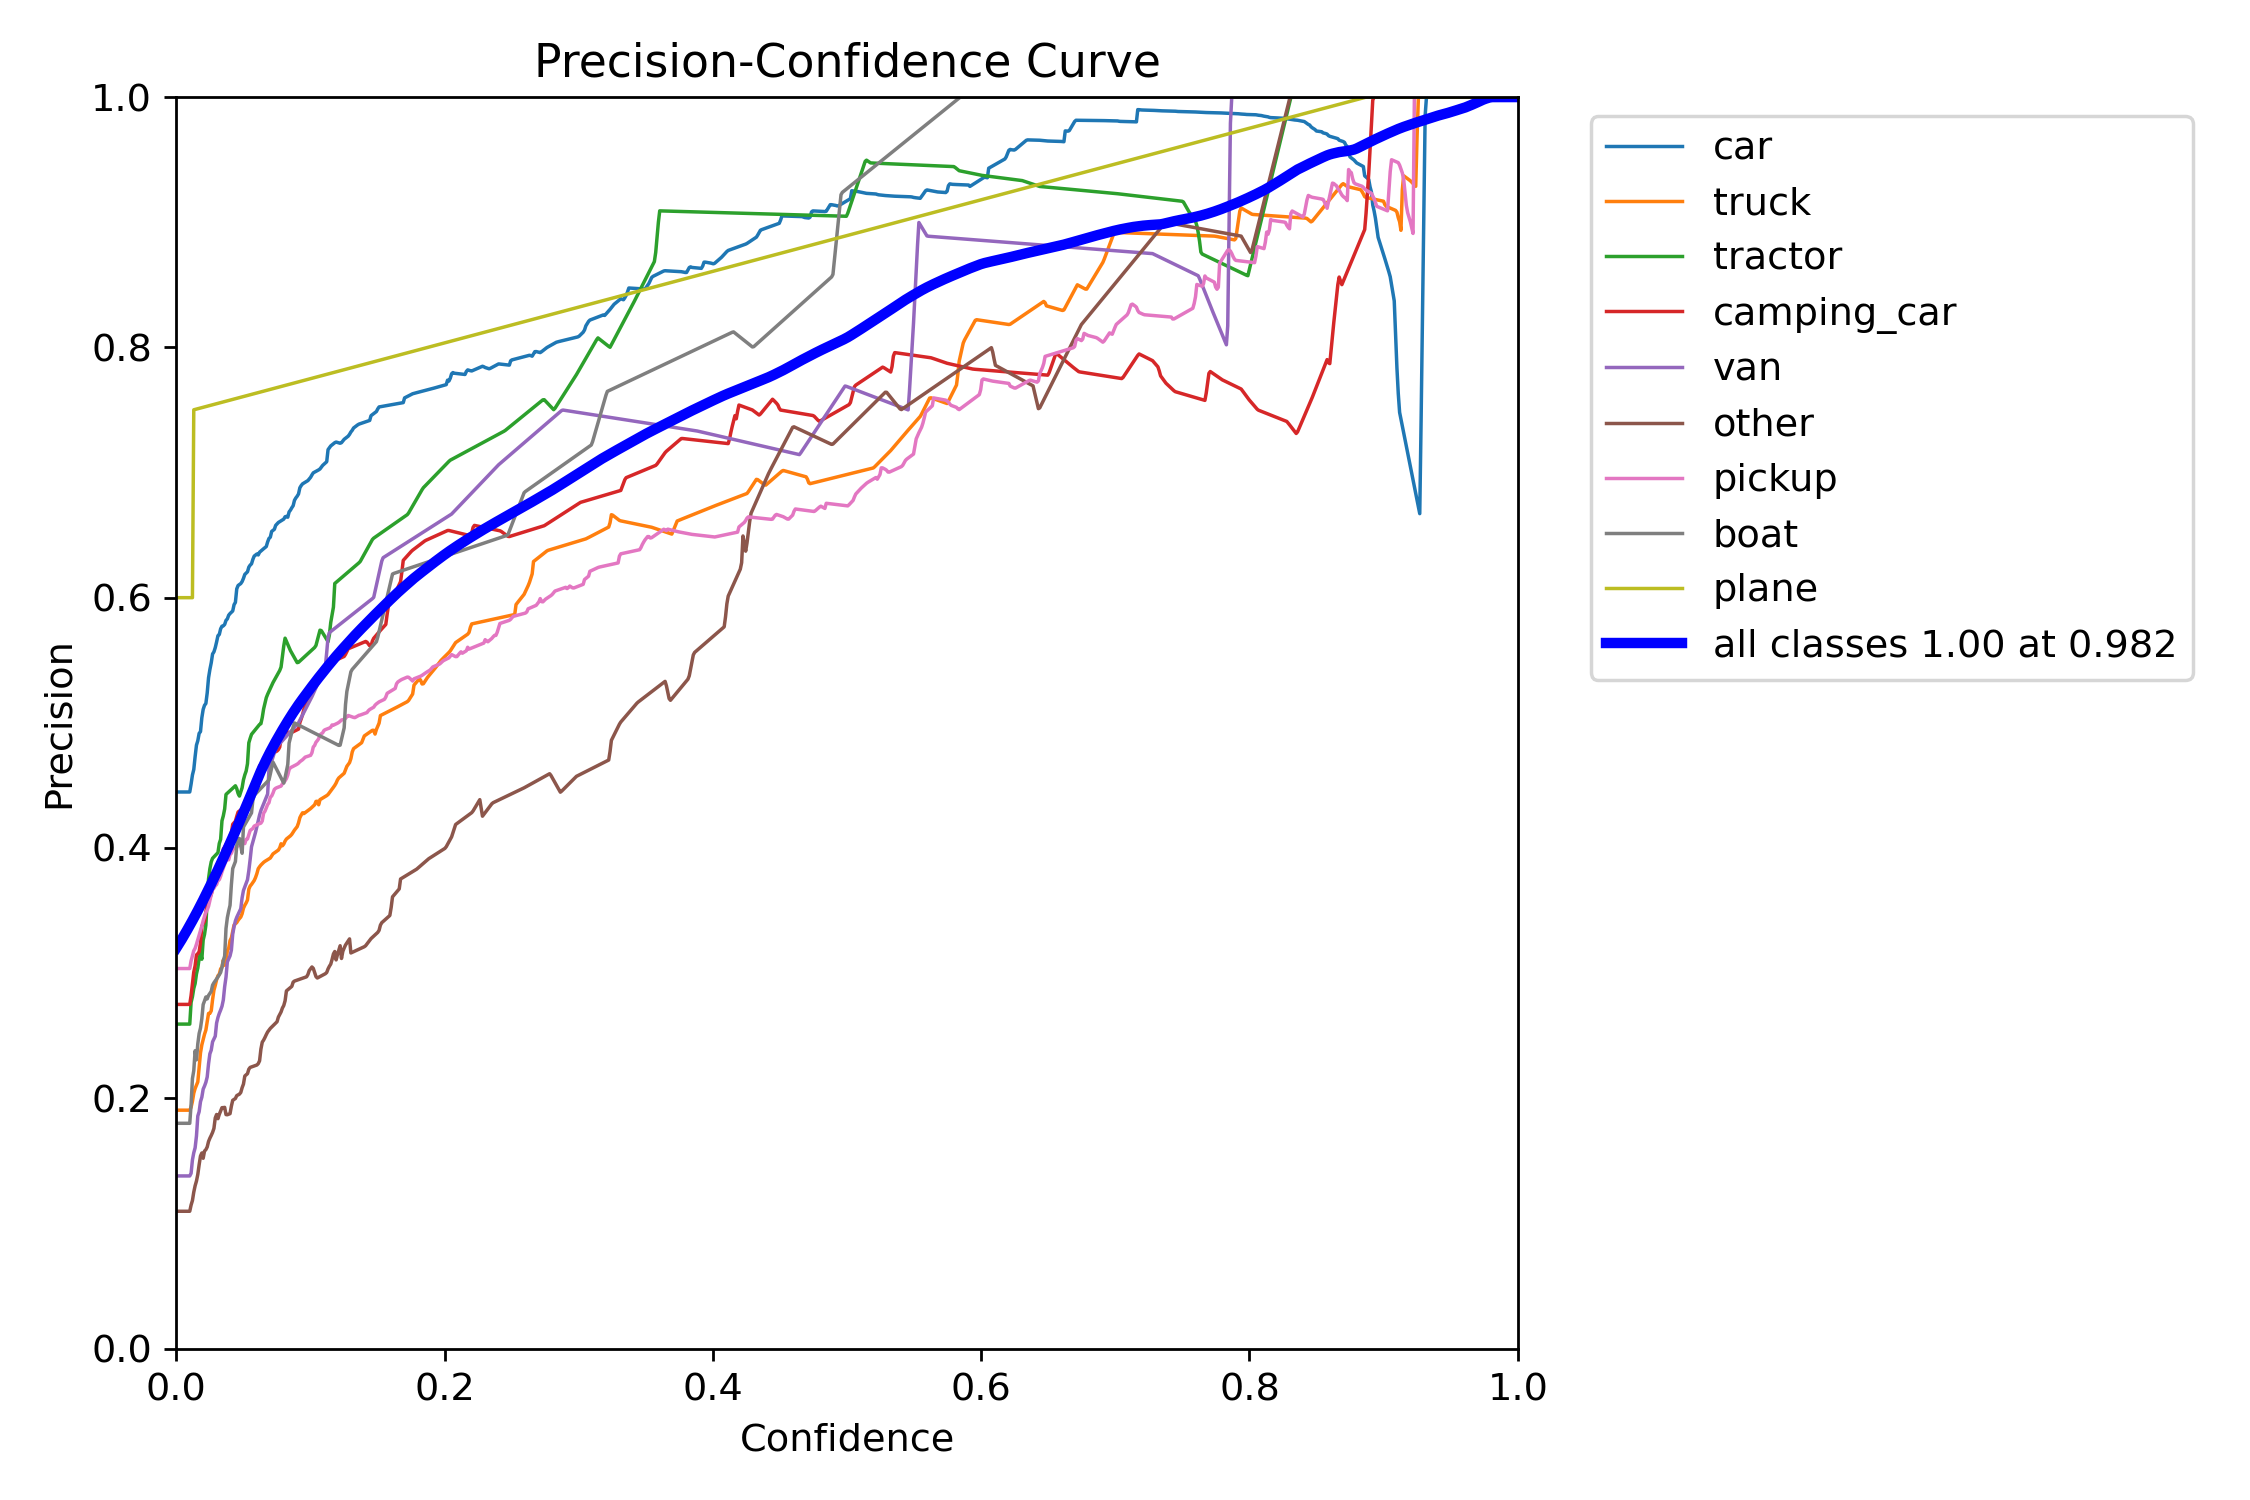 Precision-Confidence Curve
1.0
0.8
0.6
0.4
0.2
0.0
Precision
0.0 0.2 0.4 0.6 0.8 1.0
Confidence
car
truck
tractor
camping_car
van
other
pickup
boat
plane
all classes 1.00 at 0.982